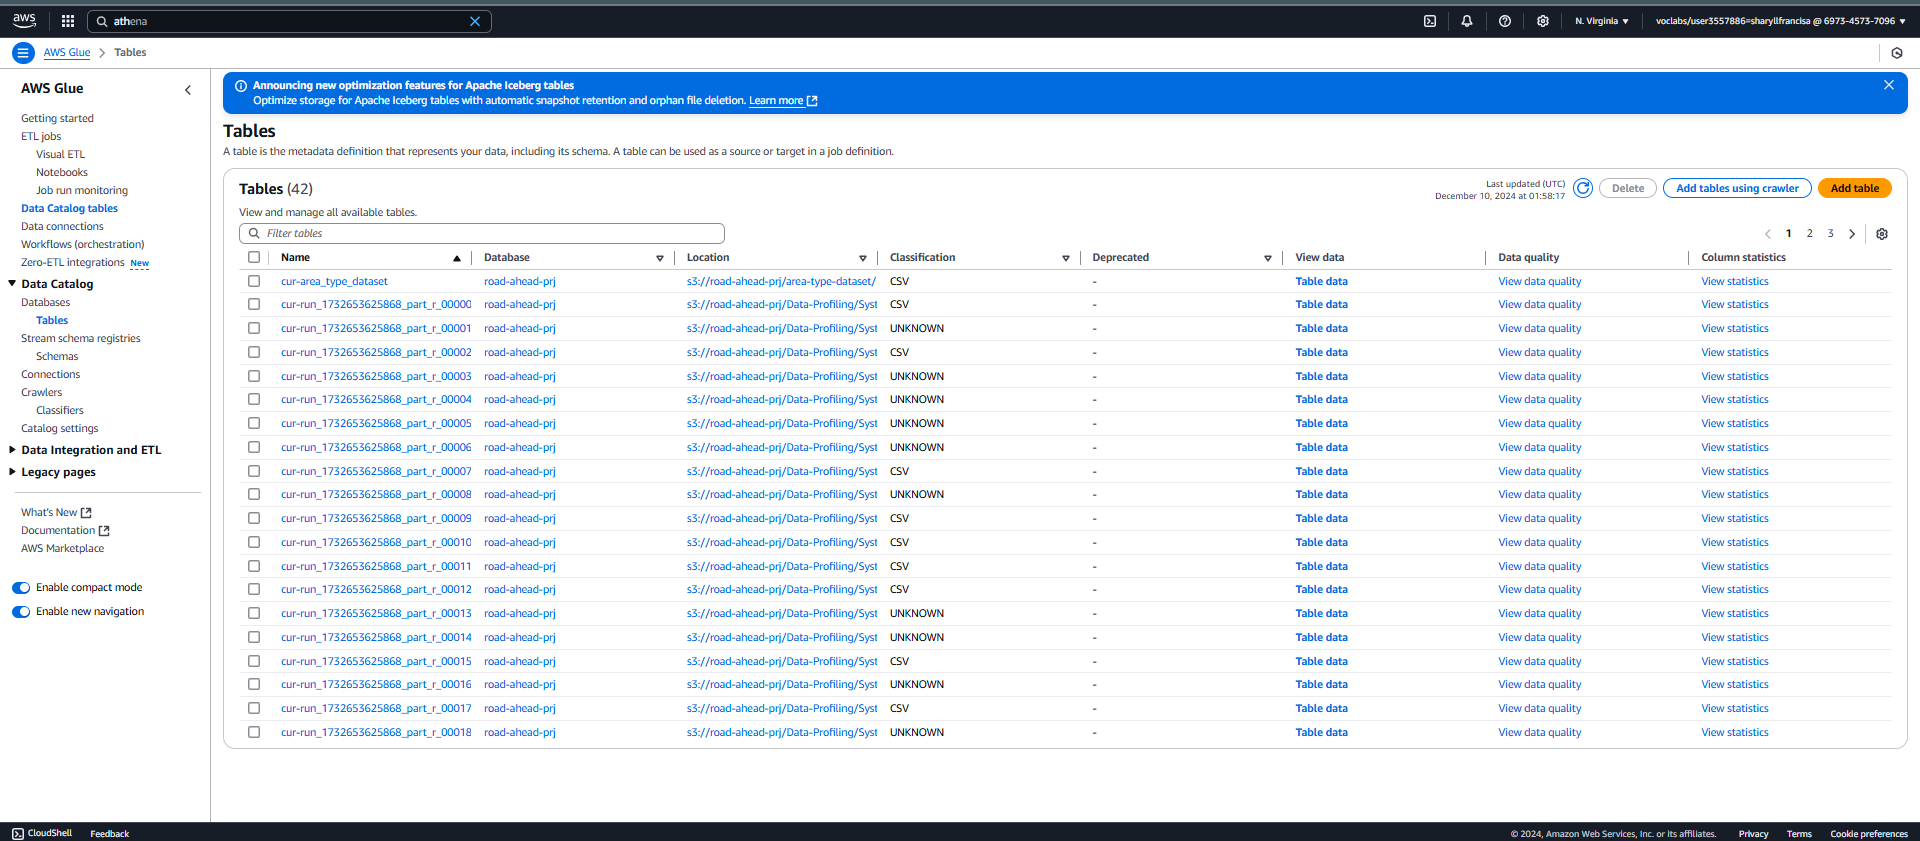 aws
athena
N. Virginia
voclabs/user3557886=sharyllfrancisa @ 6973-4573-7096
AWS Glue > Tables
AWS Glue
Getting started
ETL jobs
Visual ETL
Notebooks
Job run monitoring
Data Catalog tables
Data connections
Workflows (orchestration)
Zero-ETL integrations New
Data Catalog
Databases
Tables
Stream schema registries
Schemas
Connections
Crawlers
Classifiers
Catalog settings
Data Integration and ETL
Legacy pages
What's New
Documentation
AWS Marketplace
Enable compact mode
Enable new navigation
Announcing new optimization features for Apache Iceberg tables
Optimize storage for Apache Iceberg tables with automatic snapshot retention and orphan file deletion. Learn more
Tables
A table is the metadata definition that represents your data, including its schema. A table can be used as a source or target in a job definition.
Tables (42)
Last updated (UTC)
December 10, 2024 at 01:58:17
Delete
Add tables using crawler
Add table
View and manage all available tables.
Filter tables
1 2 3
Name Database Location Classification Deprecated View data Data quality Column statistics
cur-area_type_dataset road-ahead-prj s3://road-ahead-prj/area-type-dataset/ CSV - Table data View data quality View statistics
cur-run_1732653625868_part_r_00000 road-ahead-prj s3://road-ahead-prj/Data-Profiling/Syst CSV - Table data View data quality View statistics
cur-run_1732653625868_part_r_00001 road-ahead-prj s3://road-ahead-prj/Data-Profiling/Syst UNKNOWN - Table data View data quality View statistics
cur-run_1732653625868_part_r_00002 road-ahead-prj s3://road-ahead-prj/Data-Profiling/Syst CSV - Table data View data quality View statistics
cur-run_1732653625868_part_r_00003 road-ahead-prj s3://road-ahead-prj/Data-Profiling/Syst UNKNOWN - Table data View data quality View statistics
cur-run_1732653625868_part_r_00004 road-ahead-prj s3://road-ahead-prj/Data-Profiling/Syst UNKNOWN - Table data View data quality View statistics
cur-run_1732653625868_part_r_00005 road-ahead-prj s3://road-ahead-prj/Data-Profiling/Syst UNKNOWN - Table data View data quality View statistics
cur-run_1732653625868_part_r_00006 road-ahead-prj s3://road-ahead-prj/Data-Profiling/Syst UNKNOWN - Table data View data quality View statistics
cur-run_1732653625868_part_r_00007 road-ahead-prj s3://road-ahead-prj/Data-Profiling/Syst CSV - Table data View data quality View statistics
cur-run_1732653625868_part_r_00008 road-ahead-prj s3://road-ahead-prj/Data-Profiling/Syst UNKNOWN - Table data View data quality View statistics
cur-run_1732653625868_part_r_00009 road-ahead-prj s3://road-ahead-prj/Data-Profiling/Syst CSV - Table data View data quality View statistics
cur-run_1732653625868_part_r_00010 road-ahead-prj s3://road-ahead-prj/Data-Profiling/Syst CSV - Table data View data quality View statistics
cur-run_1732653625868_part_r_00011 road-ahead-prj s3://road-ahead-prj/Data-Profiling/Syst CSV - Table data View data quality View statistics
cur-run_1732653625868_part_r_00012 road-ahead-prj s3://road-ahead-prj/Data-Profiling/Syst CSV - Table data View data quality View statistics
cur-run_1732653625868_part_r_00013 road-ahead-prj s3://road-ahead-prj/Data-Profiling/Syst UNKNOWN - Table data View data quality View statistics
cur-run_1732653625868_part_r_00014 road-ahead-prj s3://road-ahead-prj/Data-Profiling/Syst UNKNOWN - Table data View data quality View statistics
cur-run_1732653625868_part_r_00015 road-ahead-prj s3://road-ahead-prj/Data-Profiling/Syst CSV - Table data View data quality View statistics
cur-run_1732653625868_part_r_00016 road-ahead-prj s3://road-ahead-prj/Data-Profiling/Syst UNKNOWN - Table data View data quality View statistics
cur-run_1732653625868_part_r_00017 road-ahead-prj s3://road-ahead-prj/Data-Profiling/Syst CSV - Table data View data quality View statistics
cur-run_1732653625868_part_r_00018 road-ahead-prj s3://road-ahead-prj/Data-Profiling/Syst UNKNOWN - Table data View data quality View statistics
CloudShell Feedback
© 2024, Amazon Web Services, Inc. or its affiliates. Privacy Terms Cookie preferences